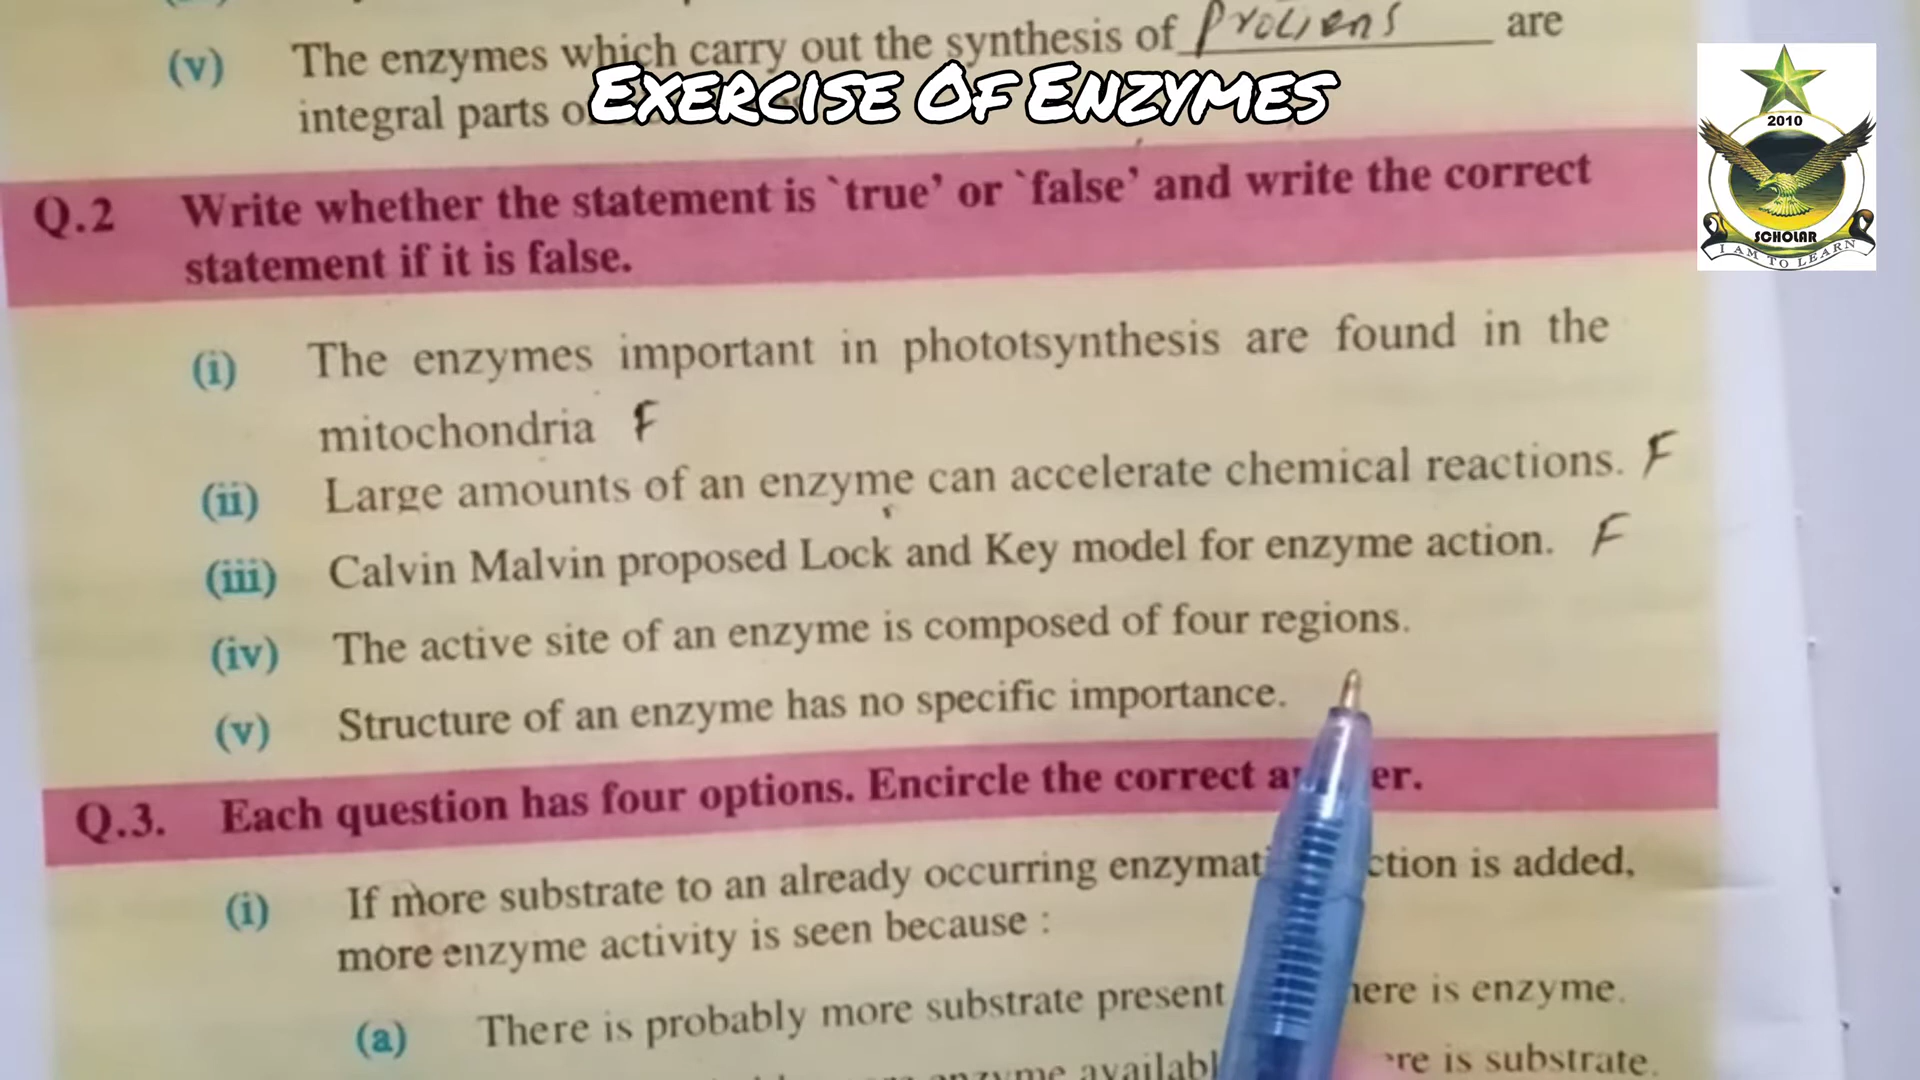 (v) The enzymes which carry out the synthesis of Protiens are
integral parts
EXERCISE OF ENZYMES
2010
SCHOLAR
I AM TO LEARN
Q.2 Write whether the statement is `true' or `false' and write the correct
statement if it is false.
(i) The enzymes important in phototsynthesis are found in the
mitochondria F
(ii) Large amounts of an enzyme can accelerate chemical reactions. F
(iii) Calvin Malvin proposed Lock and Key model for enzyme action. F
(iv) The active site of an enzyme is composed of four regions.
(v) Structure of an enzyme has no specific importance.
Q.3. Each question has four options. Encircle the correct
(i) If more substrate to an already occurring is added,
more enzyme activity is seen because :
(a) There is probably more substrate present is enzyme.
enzyme is substrate.